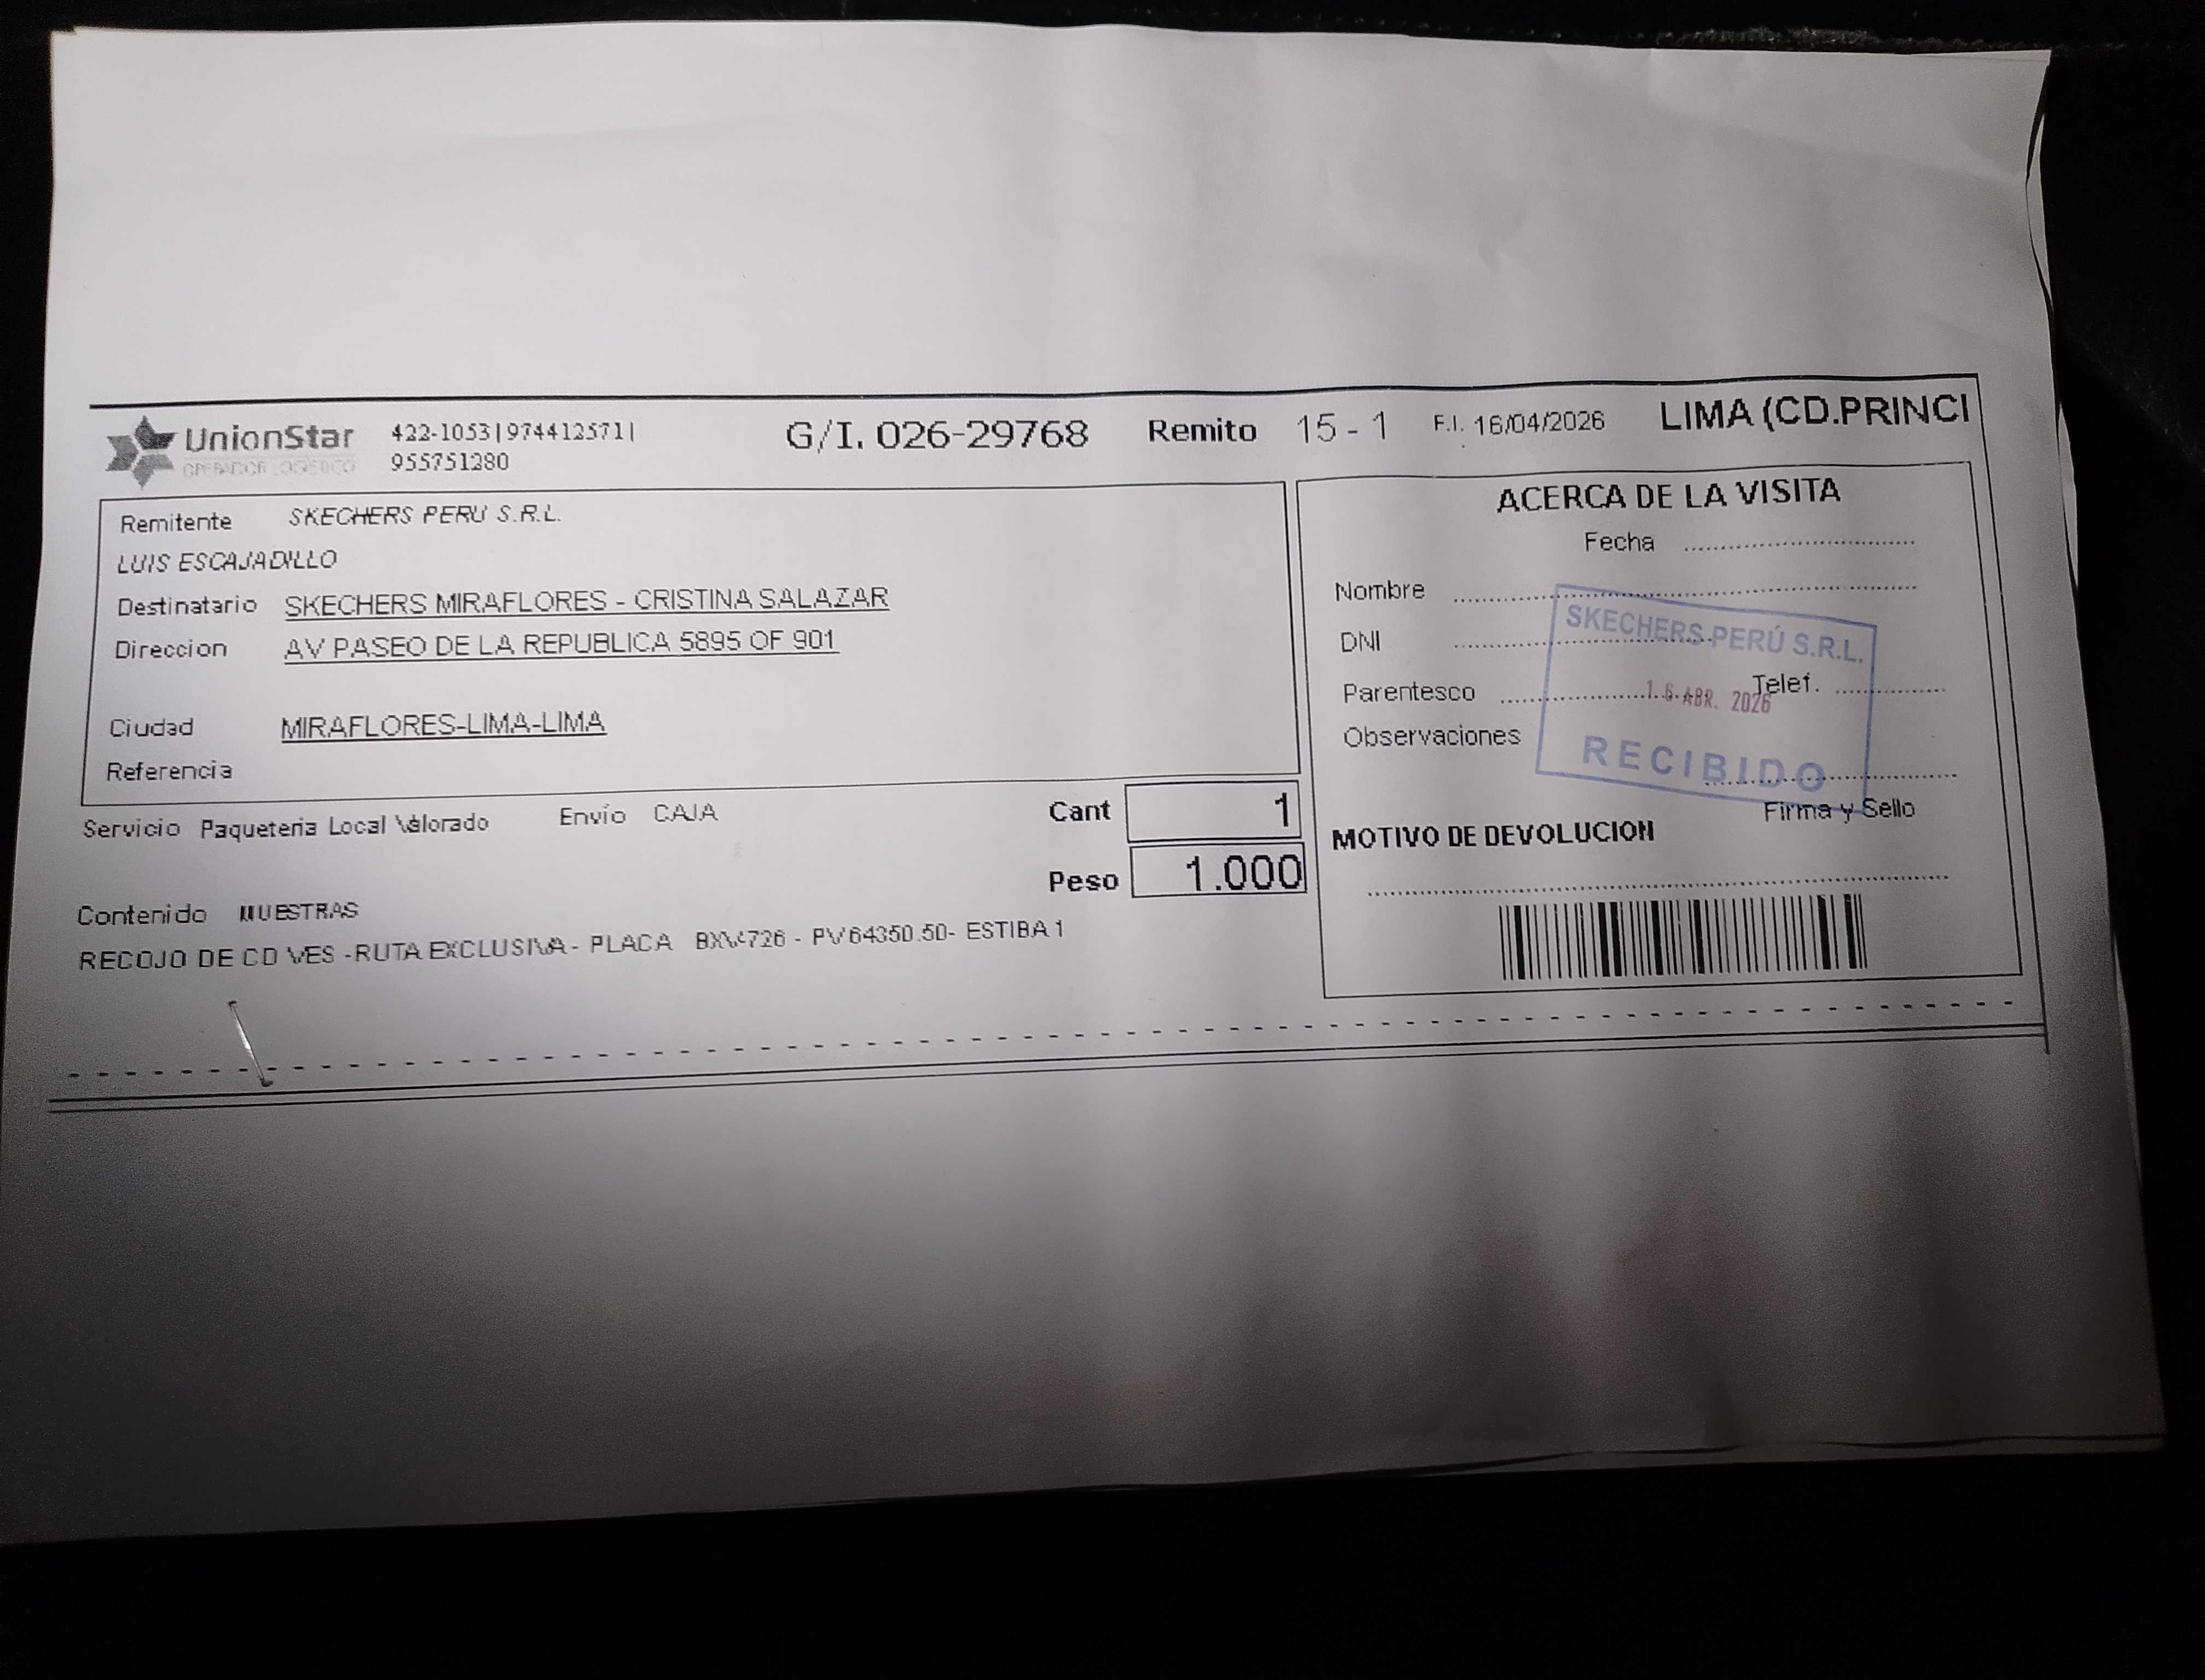 UnionStar
OPERADOR LOGISTICO
422-1053|974412571|
955751280
G/I. 026-29768 Remito 15 - 1 F.I. 16/04/2026 LIMA (CD.PRINCI
Remitente SKECHERS PERU S.R.L.
LUIS ESCAJADILLO
Destinatario SKECHERS MIRAFLORES - CRISTINA SALAZAR
Direccion AV PASEO DE LA REPUBLICA 5895 OF 901
Ciudad MIRAFLORES-LIMA-LIMA
Referencia
Servicio Paqueteria Local Valorado Envío CAJA
Cant 1
Peso 1.000
Contenido MUESTRAS
RECOJO DE CD VES -RUTA EXCLUSIVA- PLACA - PV64350.50- ESTIBA 1
ACERCA DE LA VISITA
Fecha
Nombre
DNI
Parentesco Telef.
Observaciones
Firma y Sello
SKECHERS PERÚ S.R.L.
16 ABR. 2026
RECIBIDO
MOTIVO DE DEVOLUCION